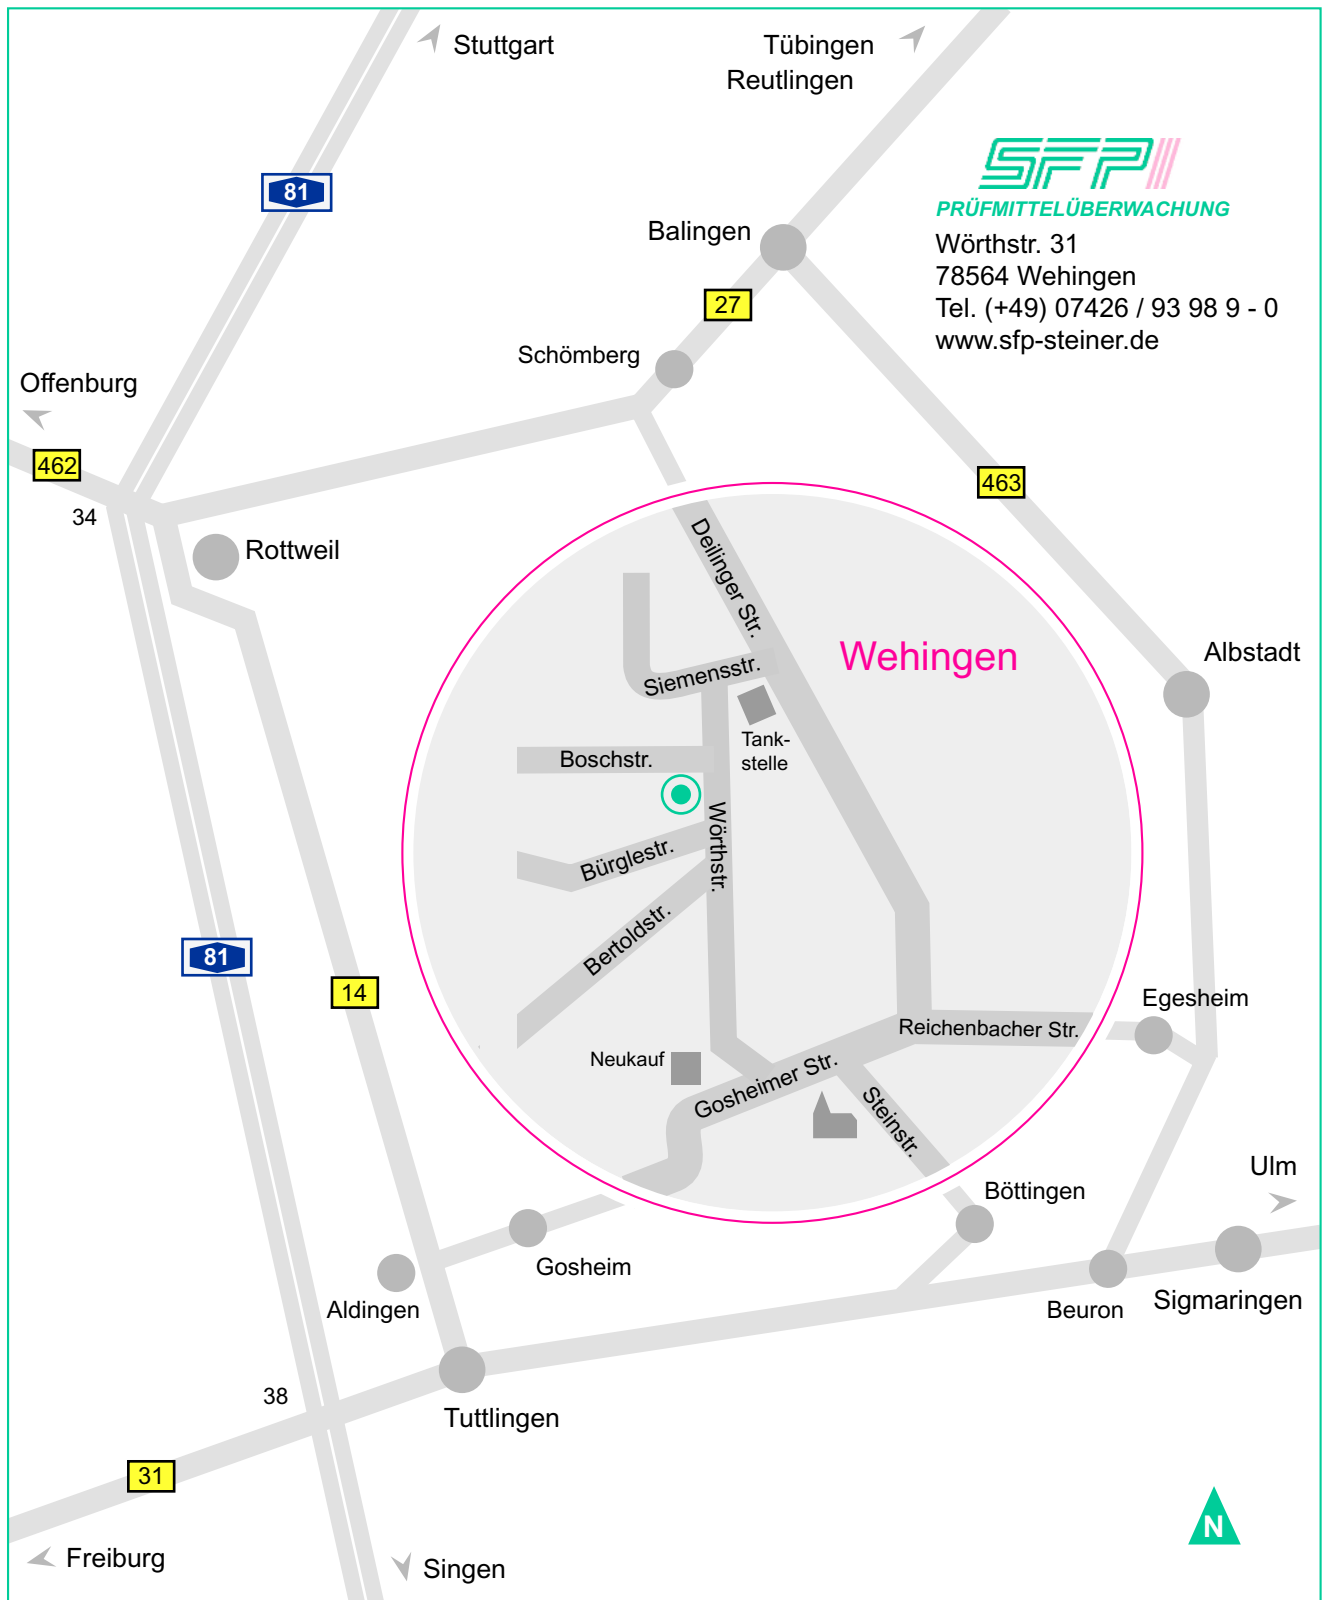 Stuttgart
Tübingen
Reutlingen
81
SFP
PRÜFMITTELÜBERWACHUNG
Wörthstr. 31
78564 Wehingen
Tel. (+49) 07426 / 93 98 9 - 0
www.sfp-steiner.de
Balingen
27
Schömberg
Offenburg
462
34
463
Rottweil
Deilinger Str.
Wehingen
Albstadt
Siemensstr.
Tank-
stelle
Boschstr.
Wörthstr.
Bürglestr.
Bertoldstr.
81
14
Egesheim
Reichenbacher Str.
Neukauf
Gosheimer Str.
Steinstr.
Ulm
Böttingen
Gosheim
Aldingen
Beuron
Sigmaringen
38
Tuttlingen
31
N
Freiburg
Singen